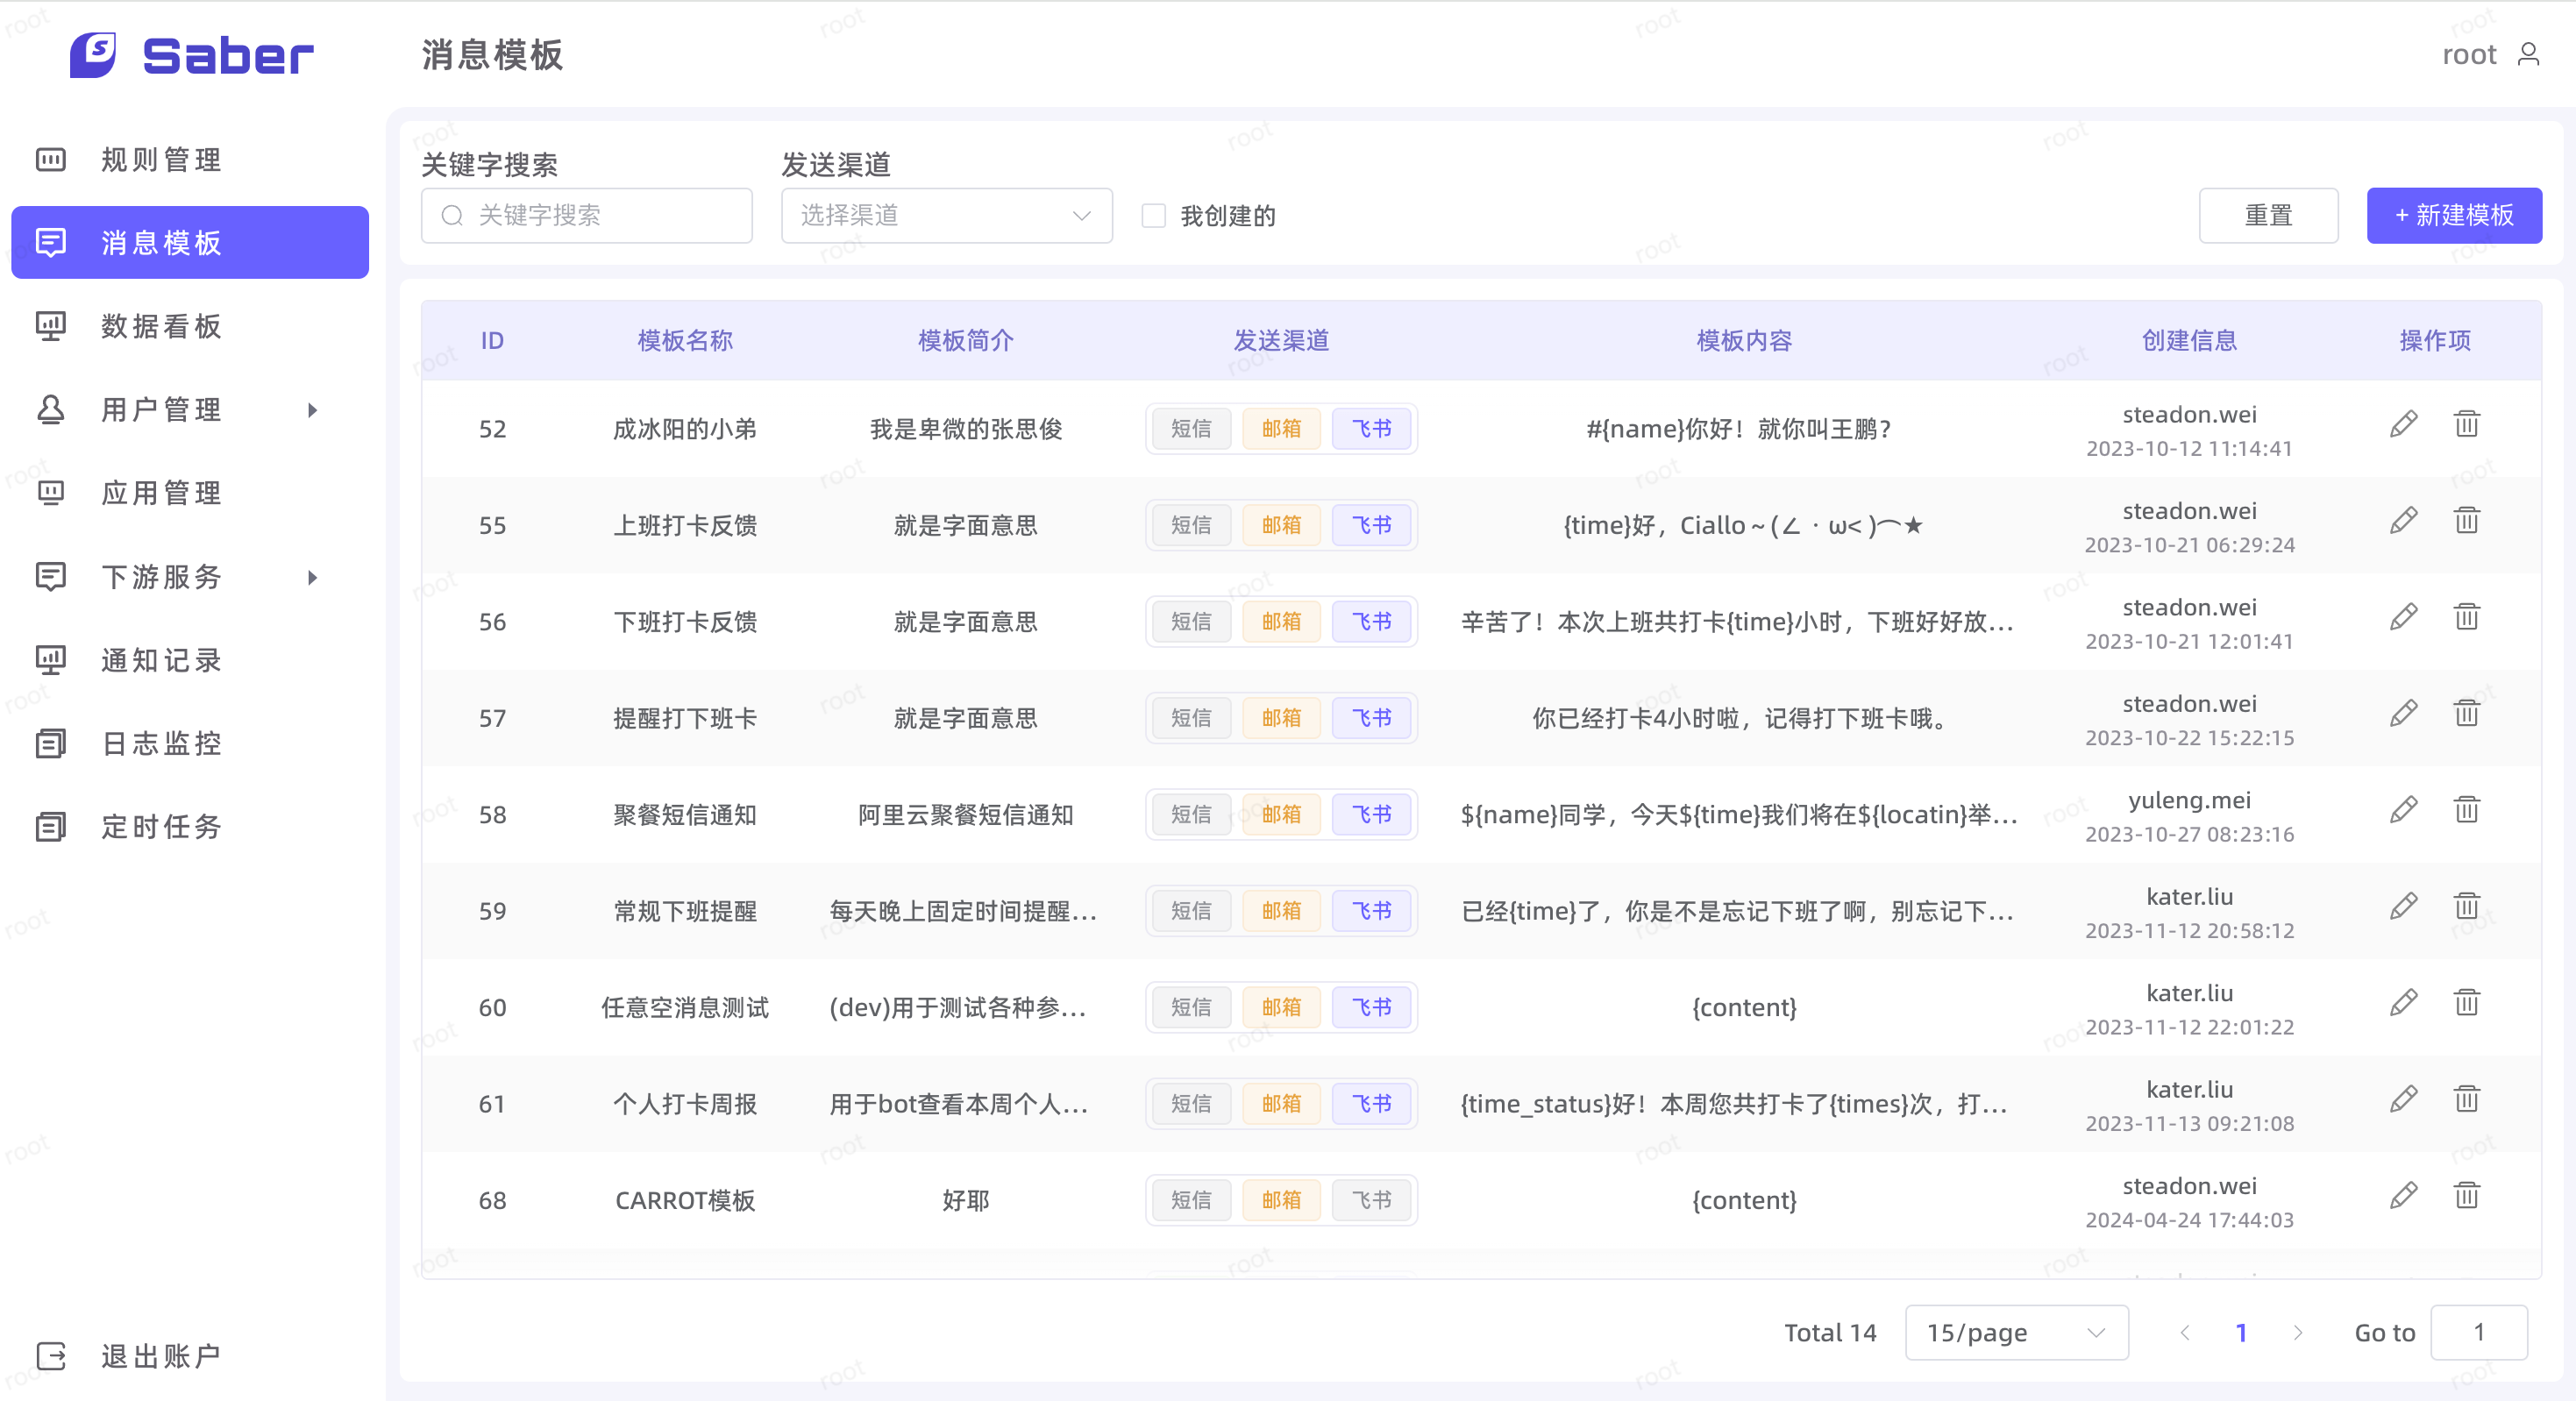 Saber
消息模板
root
规则管理
消息模板
数据看板
用户管理
应用管理
下游服务
通知记录
日志监控
定时任务
退出账户
关键字搜索
发送渠道
关键字搜索
选择渠道
我创建的
重置
+ 新建模板
ID 模板名称 模板简介 发送渠道 模板内容 创建信息 操作项
52 成冰阳的小弟 我是卑微的张思俊 短信 邮箱 飞书 #{name}你好！就你叫王鹏？ steadon.wei
2023-10-12 11:14:41
55 上班打卡反馈 就是字面意思 短信 邮箱 飞书 {time}好，Ciallo～(∠・ω< )⌒★ steadon.wei
2023-10-21 06:29:24
56 下班打卡反馈 就是字面意思 短信 邮箱 飞书 辛苦了！本次上班共打卡{time}小时，下班好好放... steadon.wei
2023-10-21 12:01:41
57 提醒打下班卡 就是字面意思 短信 邮箱 飞书 你已经打卡4小时啦，记得打下班卡哦。 steadon.wei
2023-10-22 15:22:15
58 聚餐短信通知 阿里云聚餐短信通知 短信 邮箱 飞书 ${name}同学，今天${time}我们将在${locatin}举... yuleng.mei
2023-10-27 08:23:16
59 常规下班提醒 每天晚上固定时间提醒... 短信 邮箱 飞书 已经{time}了，你是不是忘记下班了啊，别忘记下... kater.liu
2023-11-12 20:58:12
60 任意空消息测试 (dev)用于测试各种参... 短信 邮箱 飞书 {content} kater.liu
2023-11-12 22:01:22
61 个人打卡周报 用于bot查看本周个人... 短信 邮箱 飞书 {time_status}好！本周您共打卡了{times}次，打... kater.liu
2023-11-13 09:21:08
68 CARROT模板 好耶 短信 邮箱 飞书 {content} steadon.wei
2024-04-24 17:44:03
Total 14 15/page 1 Go to 1